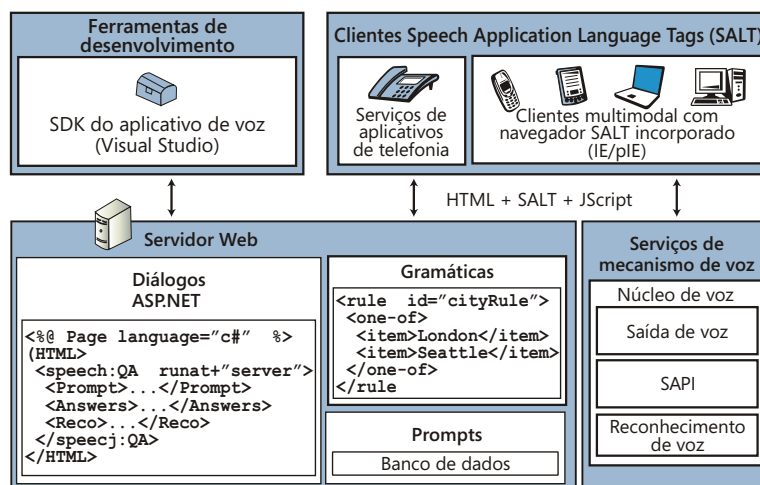 Ferramentas de
desenvolvimento
SDK do aplicativo de voz
(Visual Studio)
Clientes Speech Application Language Tags (SALT)
Serviços de
aplicativos
de telefonia
Clientes multimodal com
navegador SALT incorporado
(IE/pIE)
HTML + SALT + JScript
Servidor Web
Diálogos
ASP.NET
<%@ Page language="c#" %>
(HTML>
<speech:QA runat+"server">
<Prompt>...</Prompt>
<Answers>...</Answers>
<Reco>...</Reco>
</speecj:QA>
</HTML>
Gramáticas
<rule id="cityRule">
<one-of>
<item>London</item>
<item>Seattle</item>
</one-of>
</rule
Prompts
Banco de dados
Serviços de
mecanismo de voz
Núcleo de voz
Saída de voz
SAPI
Reconhecimento
de voz